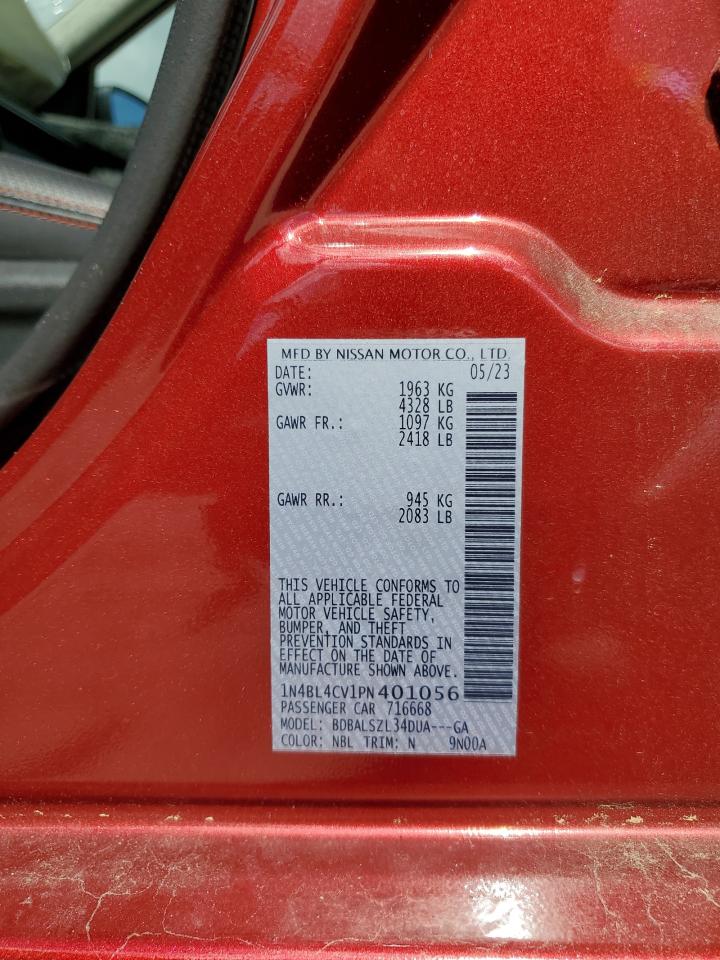 MFD BY NISSAN MOTOR CO., LTD.
DATE: 05/23
GVWR: 1963 KG
4328 LB
GAWR FR.: 1097 KG
2418 LB
GAWR RR.: 945 KG
2083 LB
THIS VEHICLE CONFORMS TO
ALL APPLICABLE FEDERAL
MOTOR VEHICLE SAFETY,
BUMPER, AND THEFT
PREVENTION STANDARDS IN
EFFECT ON THE DATE OF
MANUFACTURE SHOWN ABOVE.
1N4BL4CV1PN401056
PASSENGER CAR 716668
MODEL: BDBALSZL34DUA---GA
COLOR: NBL TRIM: N 9N00A